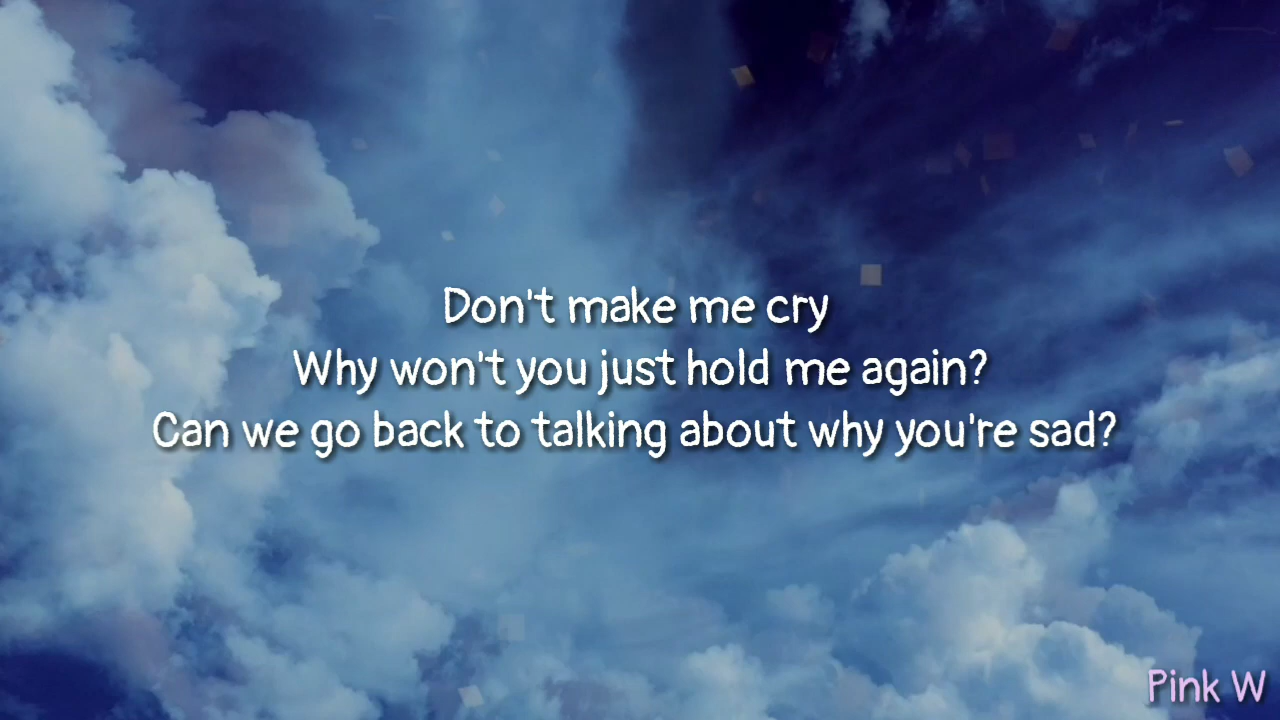 Don't make me cry
Why won't you just hold me again?
Can we go back to talking about why you're sad?
Pink W